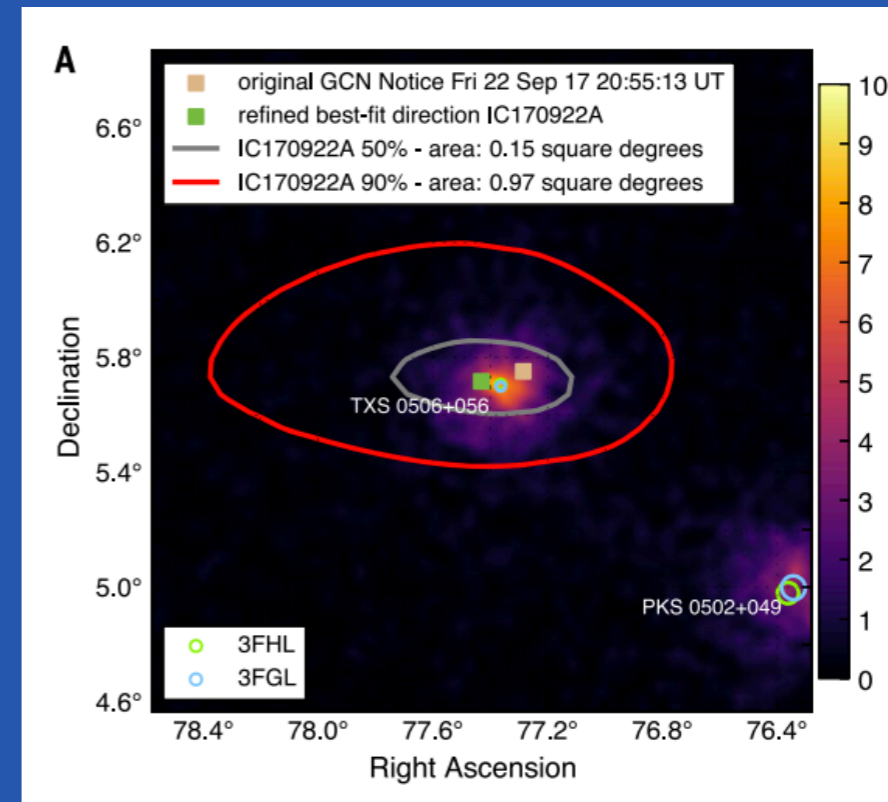 A
original GCN Notice Fri 22 Sep 17 20:55:13 UT
refined best-fit direction IC170922A
IC170922A 50% - area: 0.15 square degrees
IC170922A 90% - area: 0.97 square degrees
10
9
8
7
6
5
4
3
2
1
0
6.6°
6.2°
5.8°
5.4°
5.0°
4.6°
Declination
TXS 0506+056
PKS 0502+049
3FHL
3FGL
78.4° 78.0° 77.6° 77.2° 76.8° 76.4°
Right Ascension